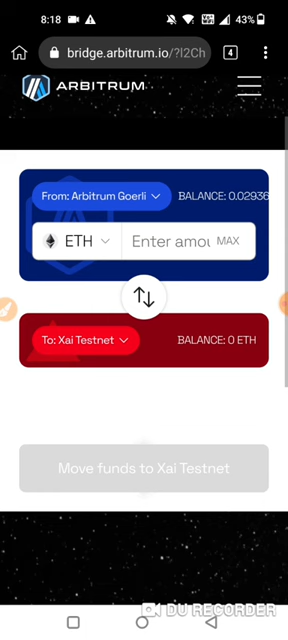 8:18
43%
bridge.arbitrum.io/?l2Ch
4
ARBITRUM
From: Arbitrum Goerli
BALANCE: 0.02936
ETH
Enter amou
MAX
To: Xai Testnet
BALANCE: 0 ETH
Move funds to Xai Testnet
DU RECORDER